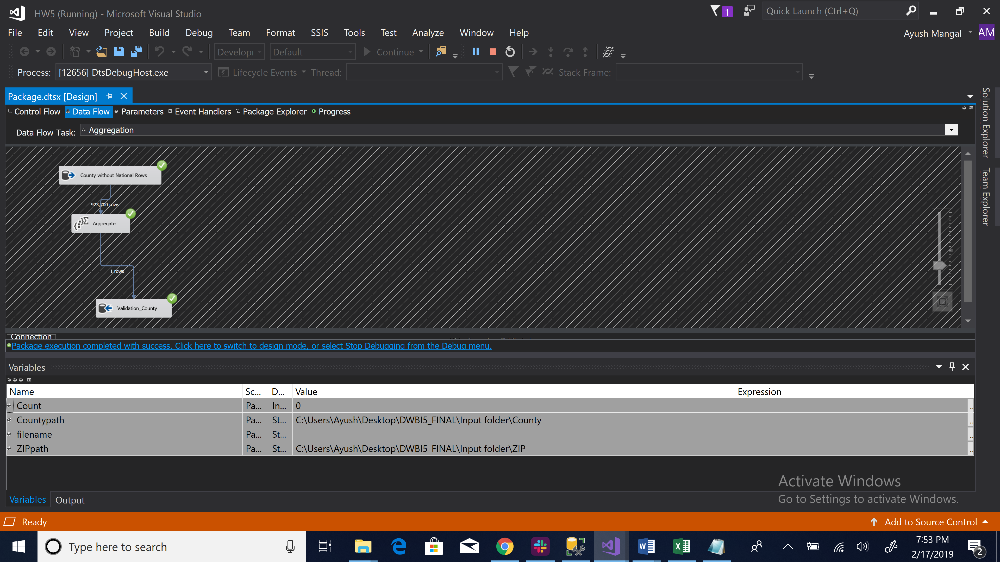 HW5 (Running) - Microsoft Visual Studio
1
Quick Launch (Ctrl+Q)
File Edit View Project Build Debug Team Format SSIS Tools Test Analyze Window Help
Ayush Mangal
AM
Develop
Default
Continue
Process: [12656] DtsDebugHost.exe
Lifecycle Events
Thread:
Stack Frame:
Package.dtsx [Design]
Control Flow
Data Flow
Parameters
Event Handlers
Package Explorer
Progress
Data Flow Task: Aggregation
Solution Explorer
Team Explorer
County without National Rows
923,700 rows
Aggregate
1 rows
Validation_County
Connection
Package execution completed with success. Click here to switch to design mode, or select Stop Debugging from the Debug menu.
Variables
Name Sc... D... Value Expression
Count Pa... In... 0
Countypath Pa... St... C:\Users\Ayush\Desktop\DWBI5_FINAL\Input folder\County
filename Pa... St...
ZIPpath Pa... St... C:\Users\Ayush\Desktop\DWBI5_FINAL\Input folder\ZIP
Activate Windows
Go to Settings to activate Windows.
Variables Output
Ready
Add to Source Control
Type here to search
7:53 PM
2/17/2019
2